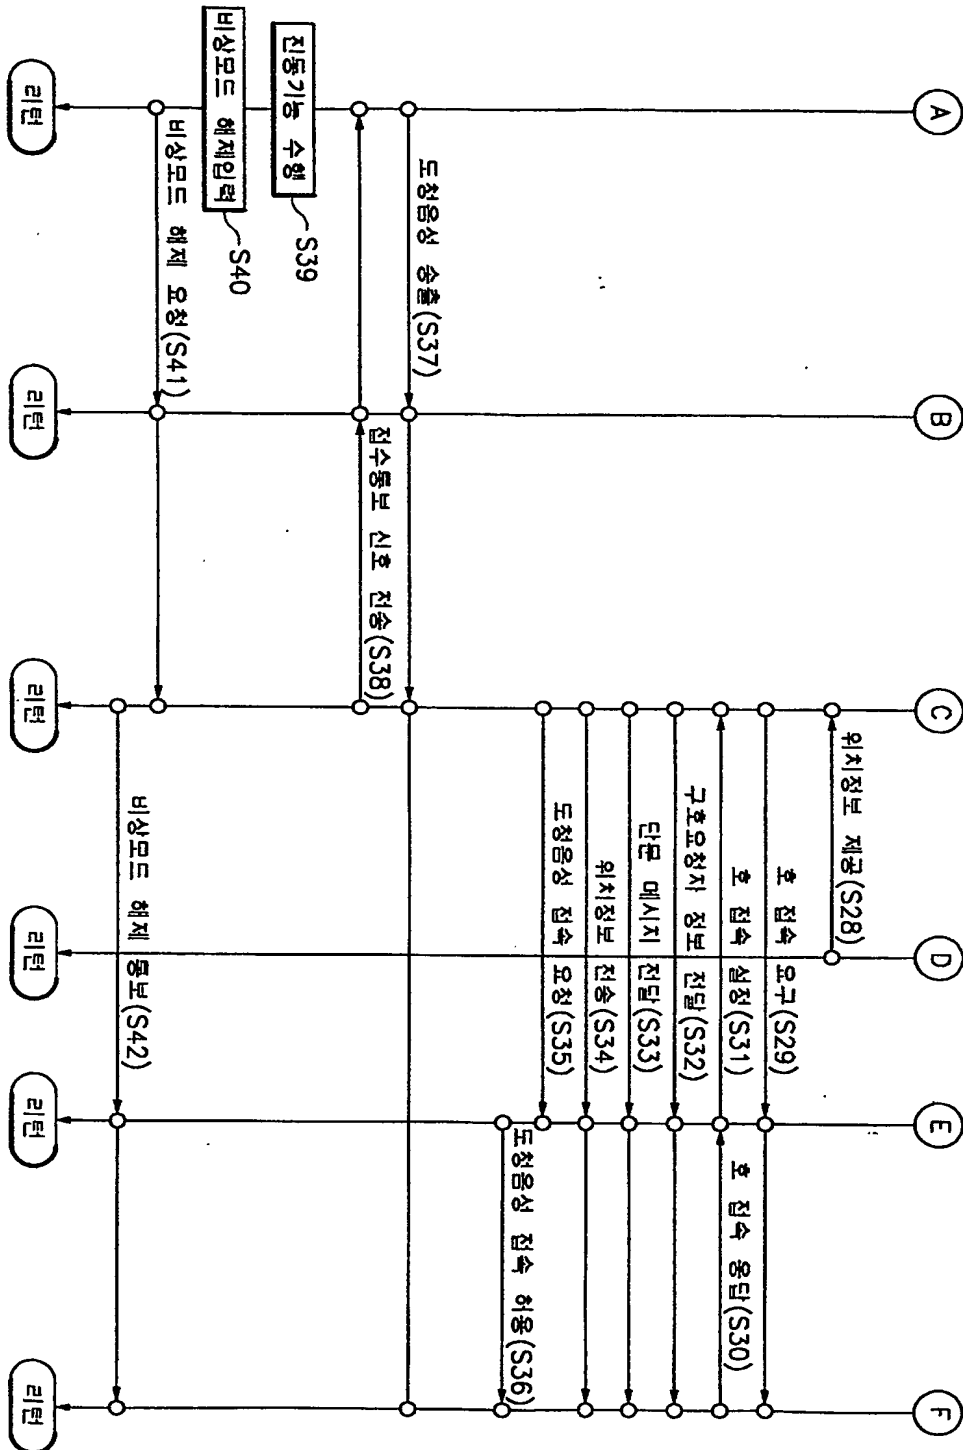 A
B
C
D
E
F
위치정보 제공(S28)
호 접속 요구(S29)
호 접속 응답(S30)
호 접속 설정(S31)
구호요청자 정보 전달(S32)
단문 메시지 전달(S33)
위치정보 전송(S34)
도청음성 접속 요청(S35)
도청음성 접속 허용(S36)
도청음성 송출(S37)
접수통보 신호 전송(S38)
진동기능 수행
S39
비상모드 해제입력
S40
비상모드 해제 요청(S41)
비상모드 해제 통보(S42)
리턴
리턴
리턴
리턴
리턴
리턴